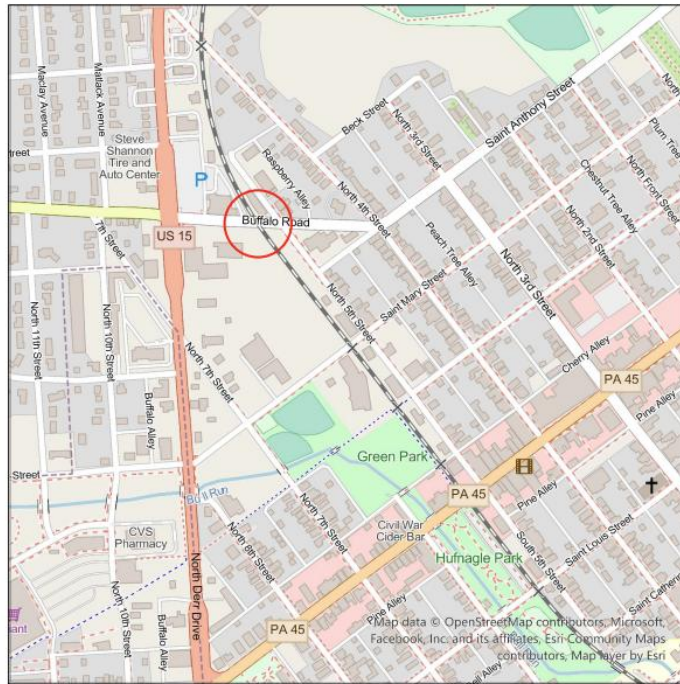 Maclay Avenue
Matlack Avenue
Street
Steve
Shannon
Tire and
Auto Center
P
Beck Street
North 3rd Street
Saint Anthony Street
Plum Tree
Raspberry Alley
North 4th Street
Chestnut Tree Alley
North Front Street
Buffalo Road
US 15
7th Street
Peach Tree Alley
North 2nd Street
North 3rd Street
Saint Mary Street
North 5th Street
North 11th Street
North 10th Street
Buffalo Alley
North 7th Street
Cherry Alley
PA 45
Pine Alley
Street
Green Park
Bull Run
PA 45
Pine Alley
North 7th Street
Civil War
Cider Bar
CVS
Pharmacy
North 6th Street
Hufnagle Park
South 5th Street
Saint Louis Street
Saint Catherine
North Derr Drive
North 10th Street
PA 45
Pine Alley
Alley
Map data © OpenStreetMap contributors, Microsoft,
Facebook, Inc. and its affiliates, Esri Community Maps
contributors, Map layer by Esri